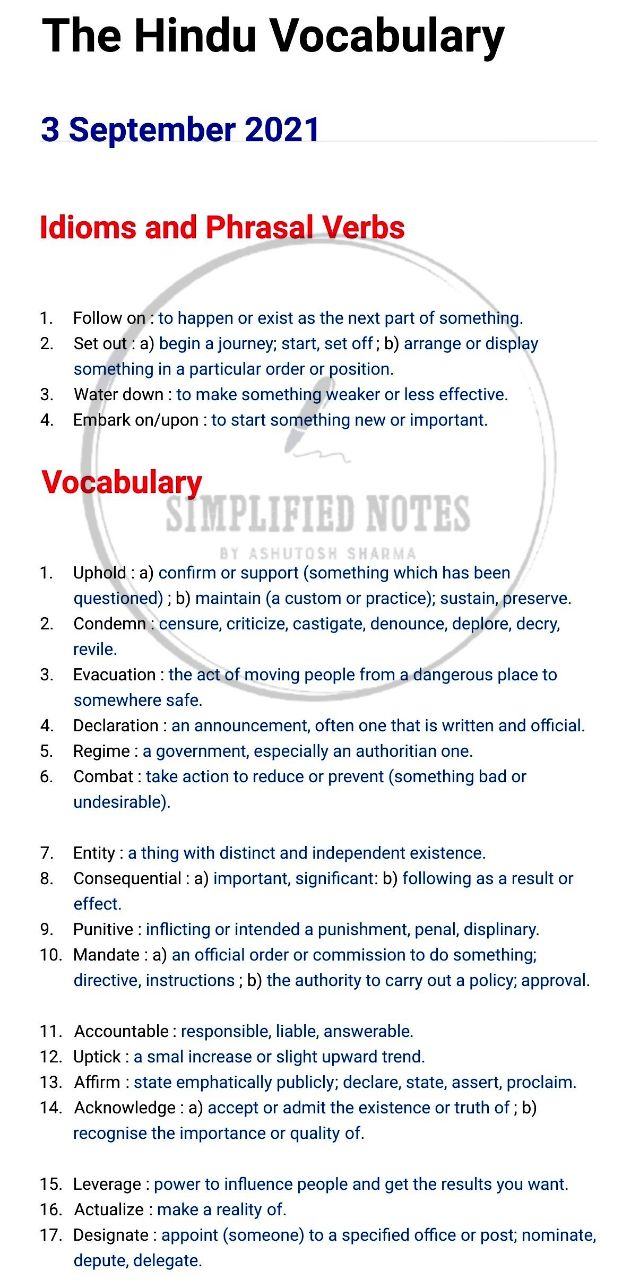 The Hindu Vocabulary
3 September 2021
Idioms and Phrasal Verbs
1. Follow on : to happen or exist as the next part of something.
2. Set out : a) begin a journey; start, set off ; b) arrange or display
something in a particular order or position.
3. Water down : to make something weaker or less effective.
4. Embark on/upon : to start something new or important.
Vocabulary
SIMPLIFIED NOTES
BY ASHUTOSH SHARMA
1. Uphold : a) confirm or support (something which has been
questioned) ; b) maintain (a custom or practice); sustain, preserve.
2. Condemn : censure, criticize, castigate, denounce, deplore, decry,
revile.
3. Evacuation : the act of moving people from a dangerous place to
somewhere safe.
4. Declaration : an announcement, often one that is written and official.
5. Regime : a government, especially an authoritian one.
6. Combat : take action to reduce or prevent (something bad or
undesirable).
7. Entity : a thing with distinct and independent existence.
8. Consequential : a) important, significant: b) following as a result or
effect.
9. Punitive : inflicting or intended a punishment, penal, displinary.
10. Mandate : a) an official order or commission to do something;
directive, instructions ; b) the authority to carry out a policy; approval.
11. Accountable : responsible, liable, answerable.
12. Uptick : a smal increase or slight upward trend.
13. Affirm : state emphatically publicly; declare, state, assert, proclaim.
14. Acknowledge : a) accept or admit the existence or truth of ; b)
recognise the importance or quality of.
15. Leverage : power to influence people and get the results you want.
16. Actualize : make a reality of.
17. Designate : appoint (someone) to a specified office or post; nominate,
depute, delegate.